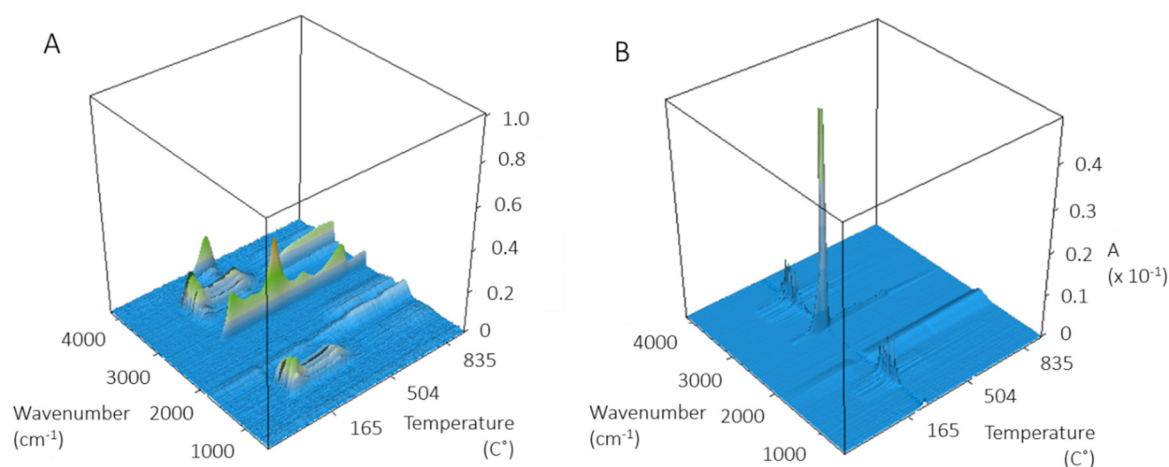 A
1.0
0.8
0.6
0.4
0.2
0
4000
3000
2000
1000
Wavenumber
(cm⁻¹)
835
504
165
Temperature
(C˚)
B
0.4
0.3
0.2
0.1
0
A
(x 10⁻¹)
4000
3000
2000
1000
Wavenumber
(cm⁻¹)
835
504
165
Temperature
(C˚)